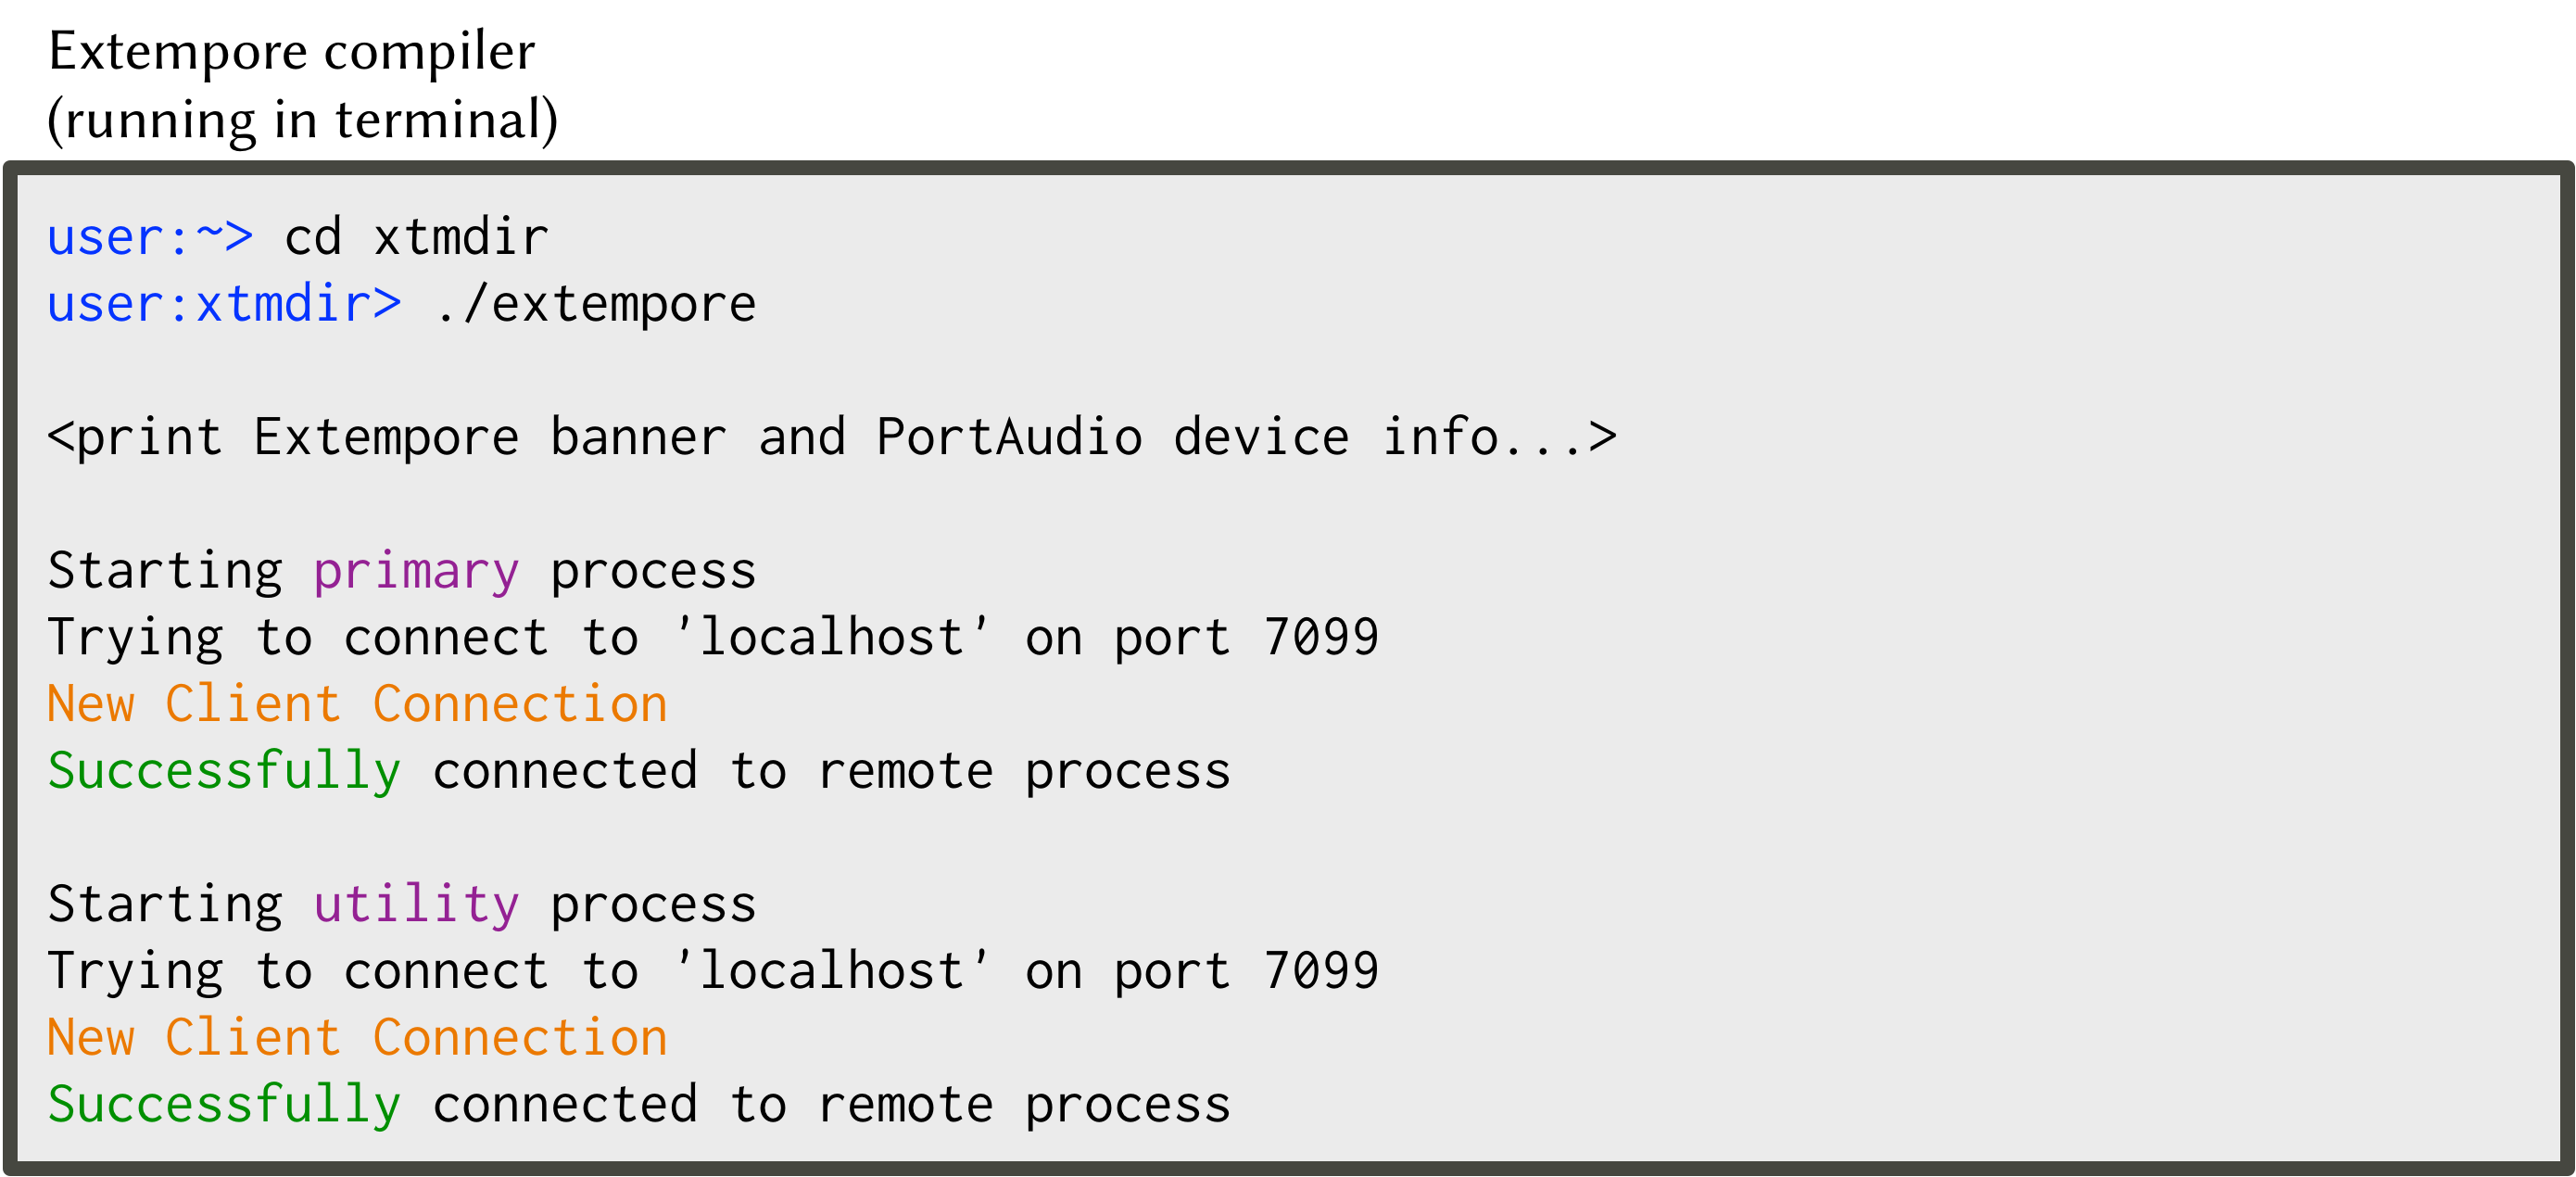 Extempore compiler
(running in terminal)
user:~> cd xtmdir
user:xtmdir> ./extempore
<print Extempore banner and PortAudio device info...>
Starting primary process
Trying to connect to 'localhost' on port 7099
New Client Connection
Successfully connected to remote process
Starting utility process
Trying to connect to 'localhost' on port 7099
New Client Connection
Successfully connected to remote process